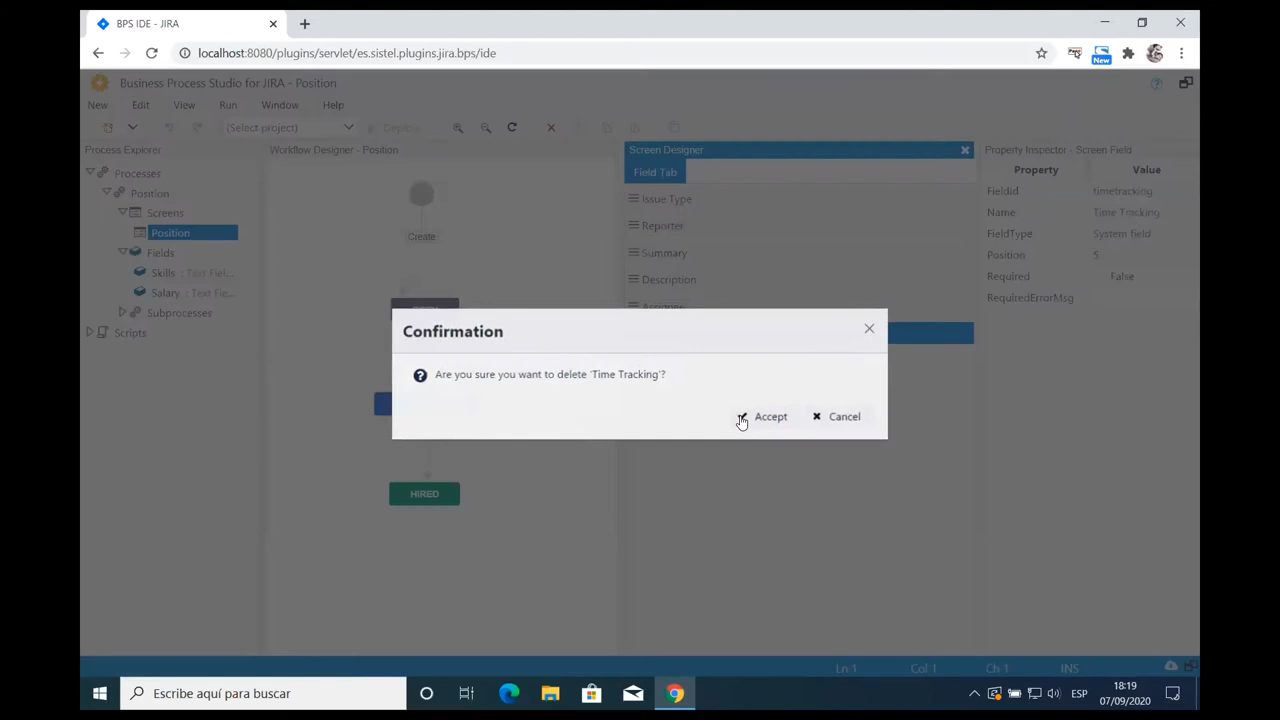 BPS IDE - JIRA
localhost:8080/plugins/servlet/es.sistel.plugins.jira.bps/ide
New
Business Process Studio for JIRA - Position
New Edit View Run Window Help
(Select project)
Process Explorer
Processes
Position
Screens
Position
Fields
Skills : Text Fiel...
Salary : Text Fie...
Subprocesses
Scripts
Workflow Designer - Position
Create
HIRED
Screen Designer
Field Tab
Issue Type
Reporter
Summary
Description
Assignee
Property Inspector - Screen Field
Property Value
FieldId timetracking
Name Time Tracking
FieldType System field
Position 5
Required False
RequiredErrorMsg
Confirmation
Are you sure you want to delete 'Time Tracking'?
Accept Cancel
Ln 1 Col 1 Ch 1 INS
Escribe aquí para buscar
ESP
18:19
07/09/2020